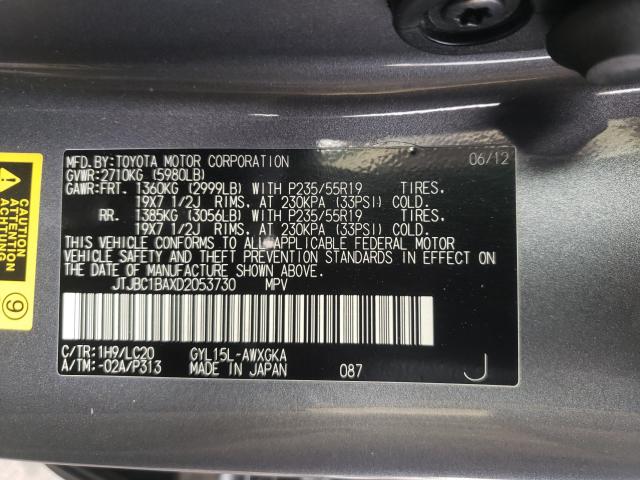 MFD.BY:TOYOTA MOTOR CORPORATION 06/12
GVWR:2710KG (5980LB)
GAWR:FRT. 1360KG (2999LB) WITH P235/55R19 TIRES.
19X7 1/2J RIMS. AT 230KPA (33PSI) COLD.
RR. 1385KG (3056LB) WITH P235/55R19 TIRES.
19X7 1/2J RIMS. AT 230KPA (33PSI) COLD.
THIS VEHICLE CONFORMS TO ALL APPLICABLE FEDERAL MOTOR
VEHICLE SAFETY AND THEFT PREVENTION STANDARDS IN EFFECT ON
THE DATE OF MANUFACTURE SHOWN ABOVE.
JTJBC1BAXD2053730 MPV
C/TR:1H9/LC20 GYL15L-AWXGKA
A/TM:-02A/P313 MADE IN JAPAN 087 J
CAUTION
ATTENTION
ACHTUNG
9